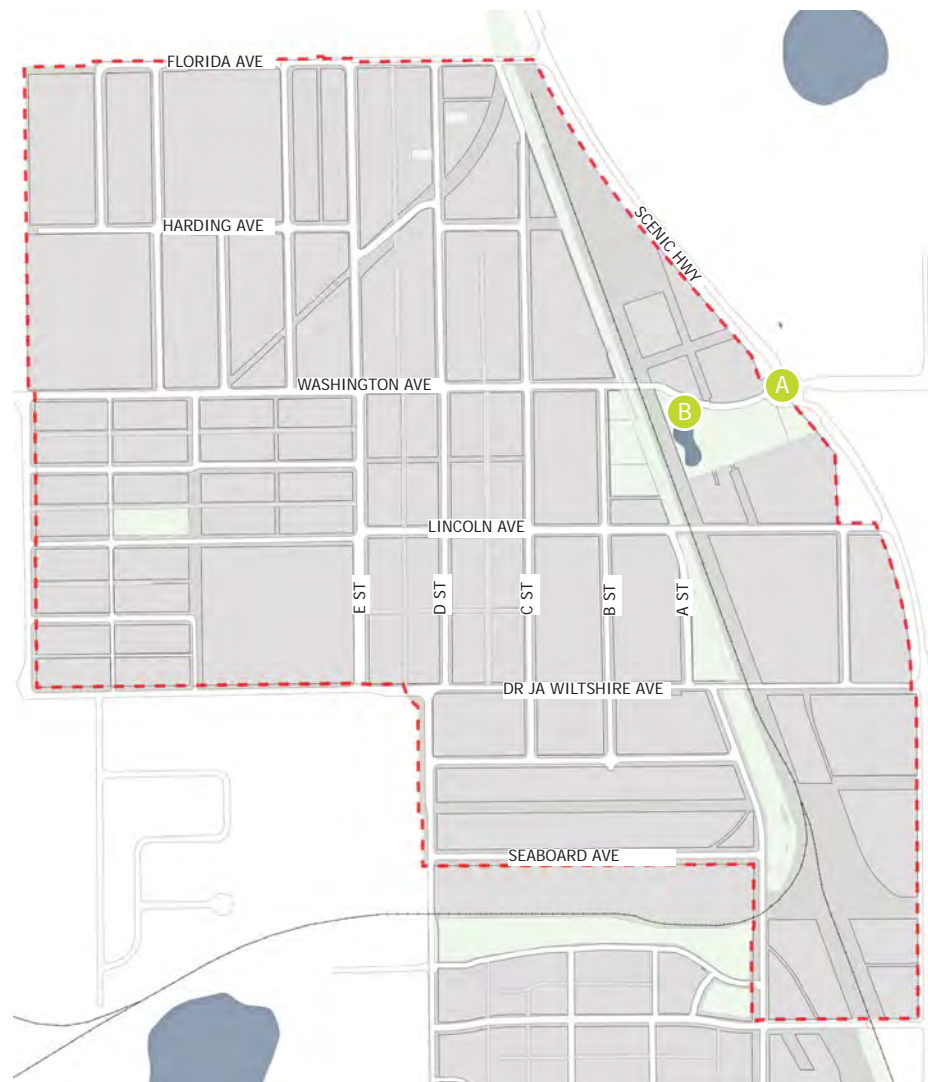 FLORIDA AVE
HARDING AVE
SCENIC HWY
WASHINGTON AVE
A
B
LINCOLN AVE
E ST
D ST
C ST
B ST
A ST
DR JA WILTSHIRE AVE
SEABOARD AVE